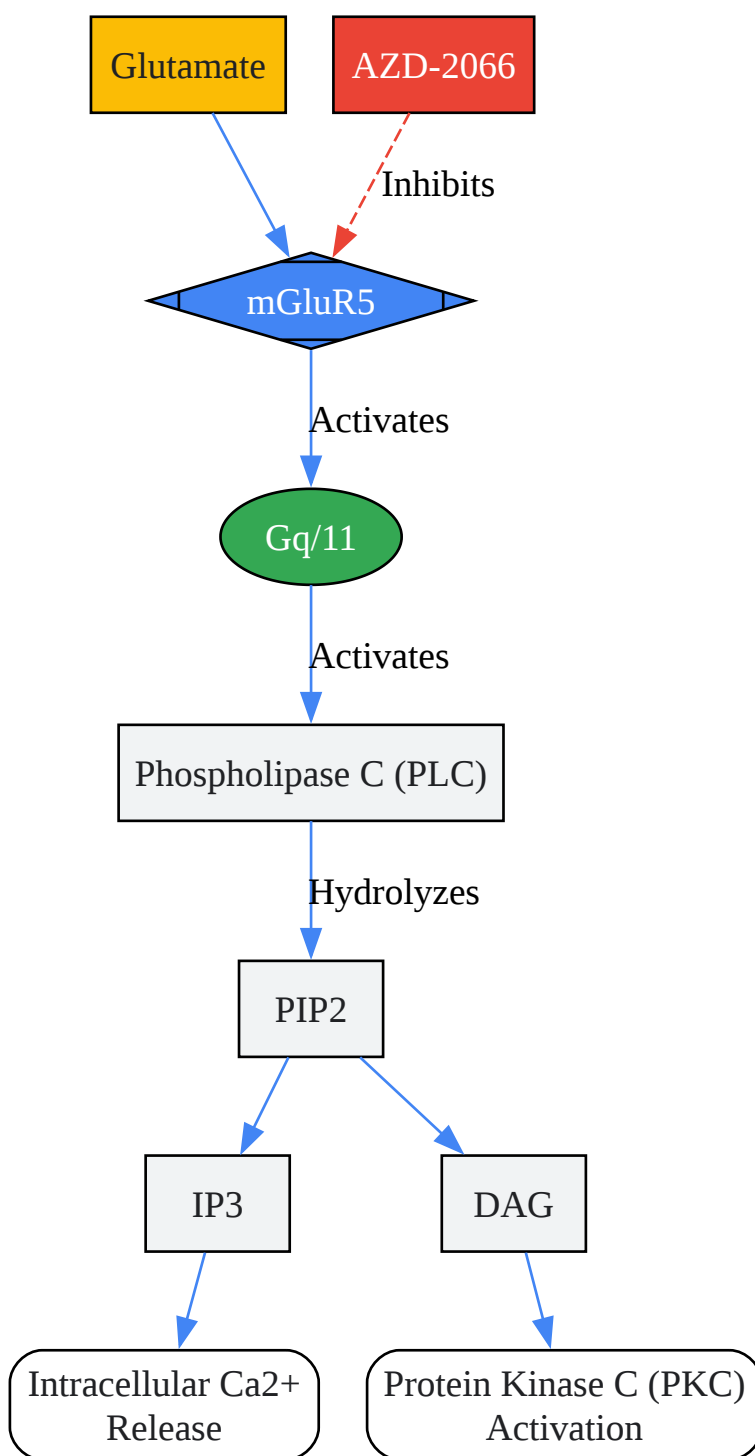 Glutamate
AZD-2066
Inhibits
mGluR5
Activates
Gq/11
Activates
Phospholipase C (PLC)
Hydrolyzes
PIP2
IP3
DAG
Intracellular Ca2+
Release
Protein Kinase C (PKC)
Activation